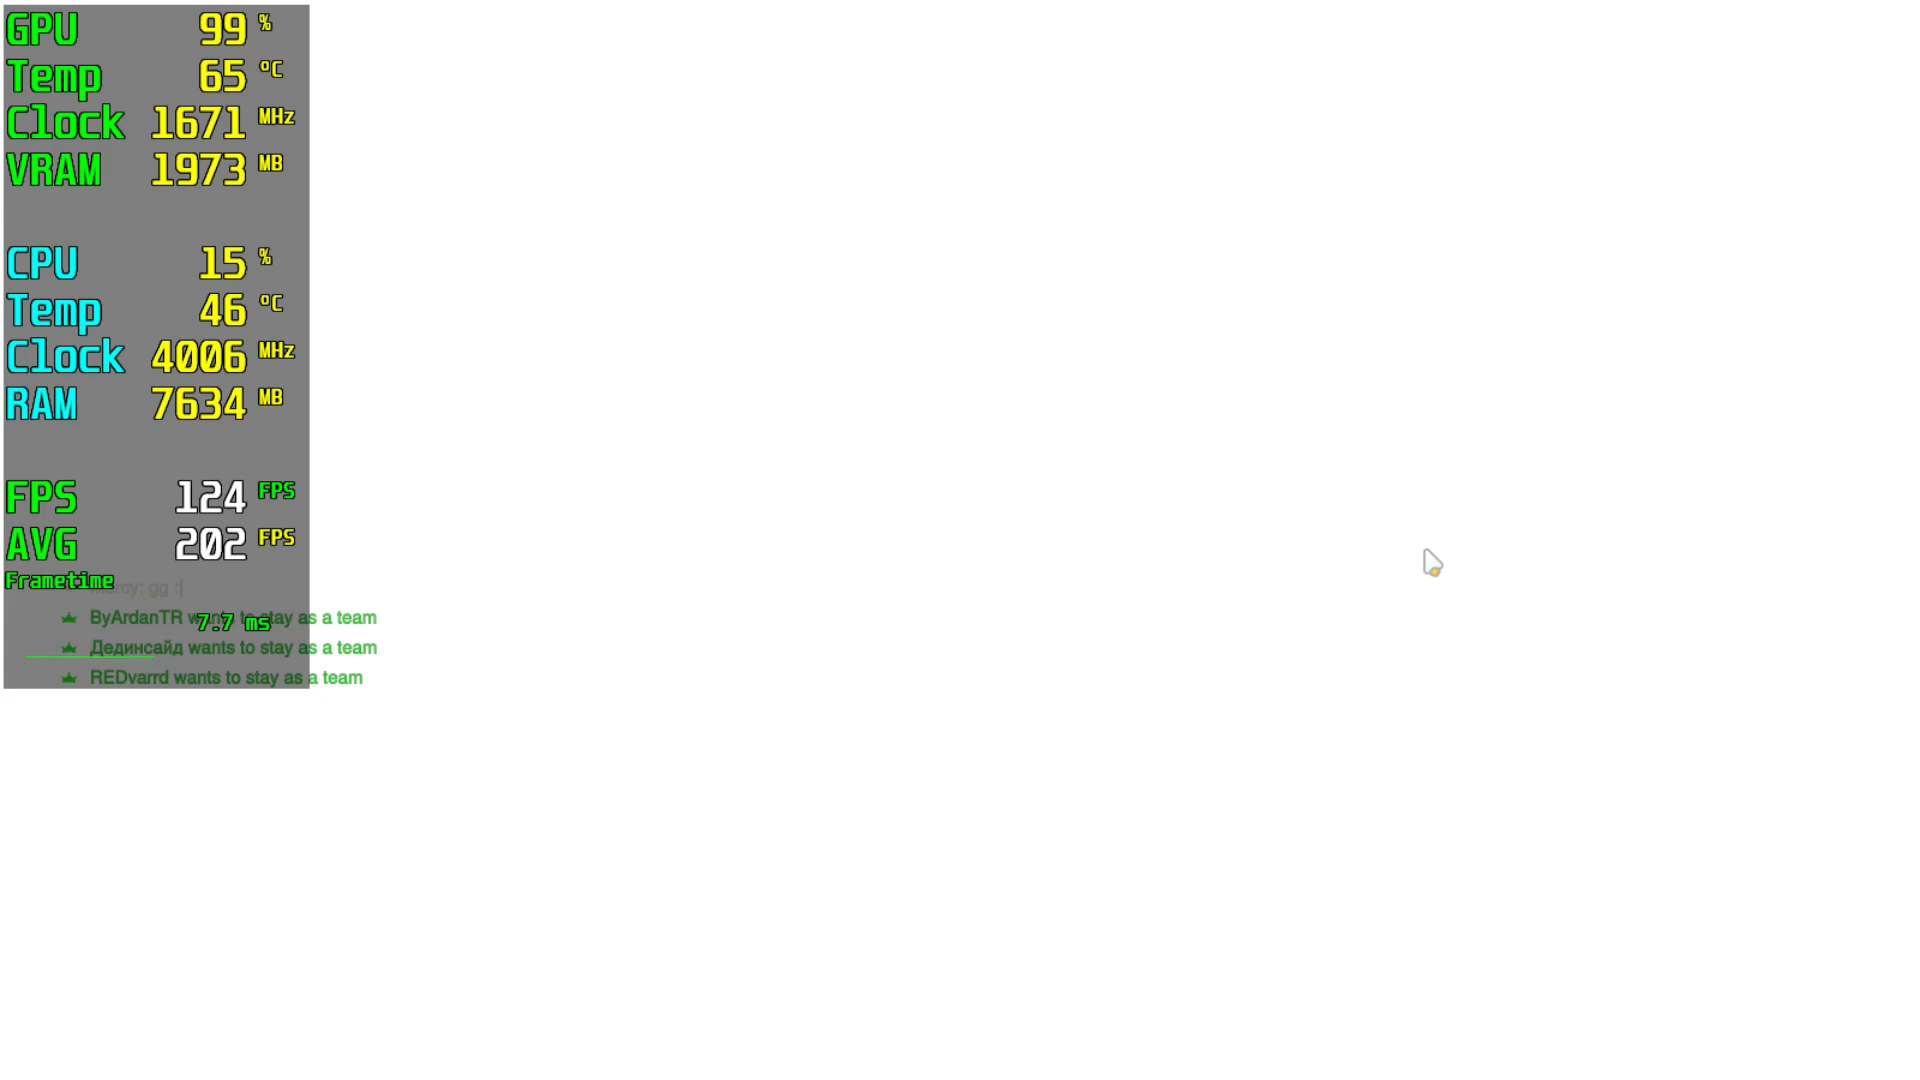 GPU 99 %
Temp 65 °C
Clock 1671 MHz
VRAM 1973 MB
CPU 15 %
Temp 46 °C
Clock 4006 MHz
RAM 7634 MB
FPS 124 FPS
AVG 202 FPS
Frametime
gg :|
ByArdanTR wants to stay as a team
7.7 ms
Дединсайд wants to stay as a team
REDvarrd wants to stay as a team